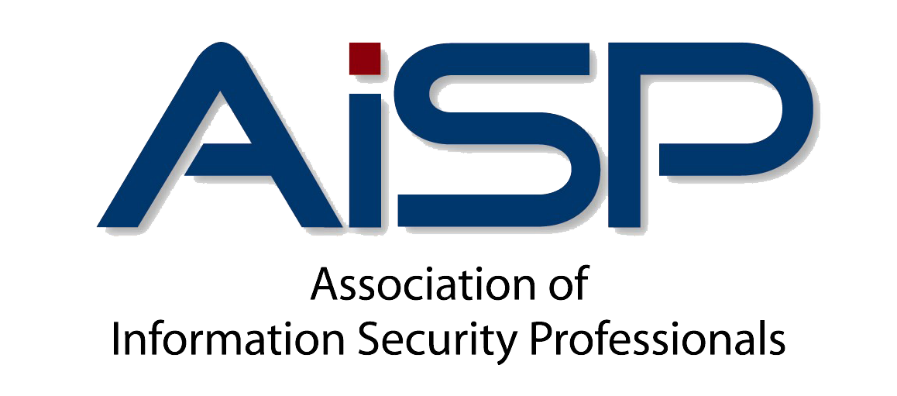 AiSP
Association of
Information Security Professionals